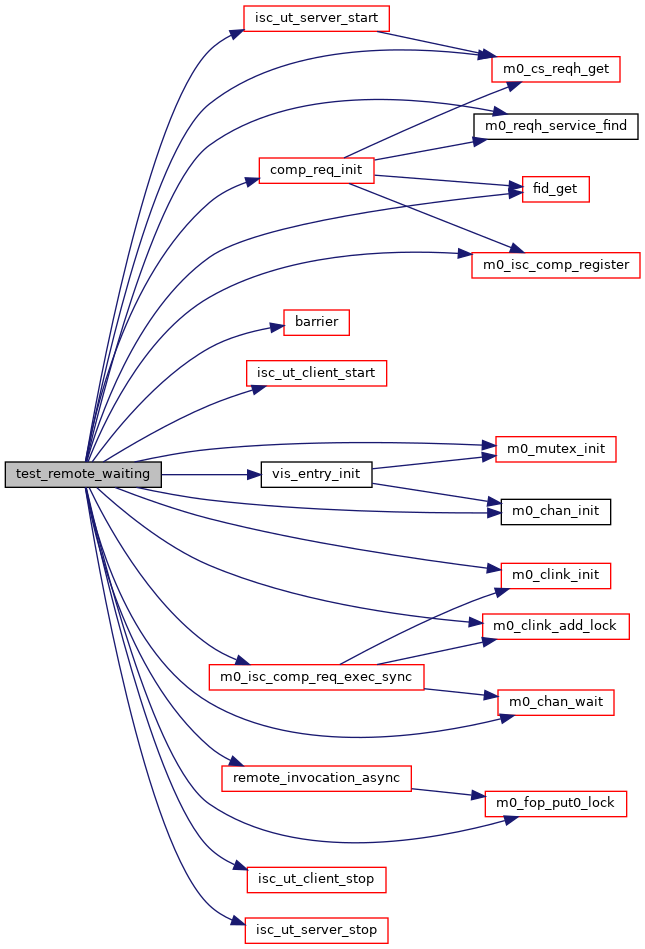 isc_ut_server_start
m0_cs_reqh_get
m0_reqh_service_find
comp_req_init
fid_get
m0_isc_comp_register
barrier
isc_ut_client_start
m0_mutex_init
test_remote_waiting
vis_entry_init
m0_chan_init
m0_clink_init
m0_clink_add_lock
m0_isc_comp_req_exec_sync
m0_chan_wait
remote_invocation_async
m0_fop_put0_lock
isc_ut_client_stop
isc_ut_server_stop